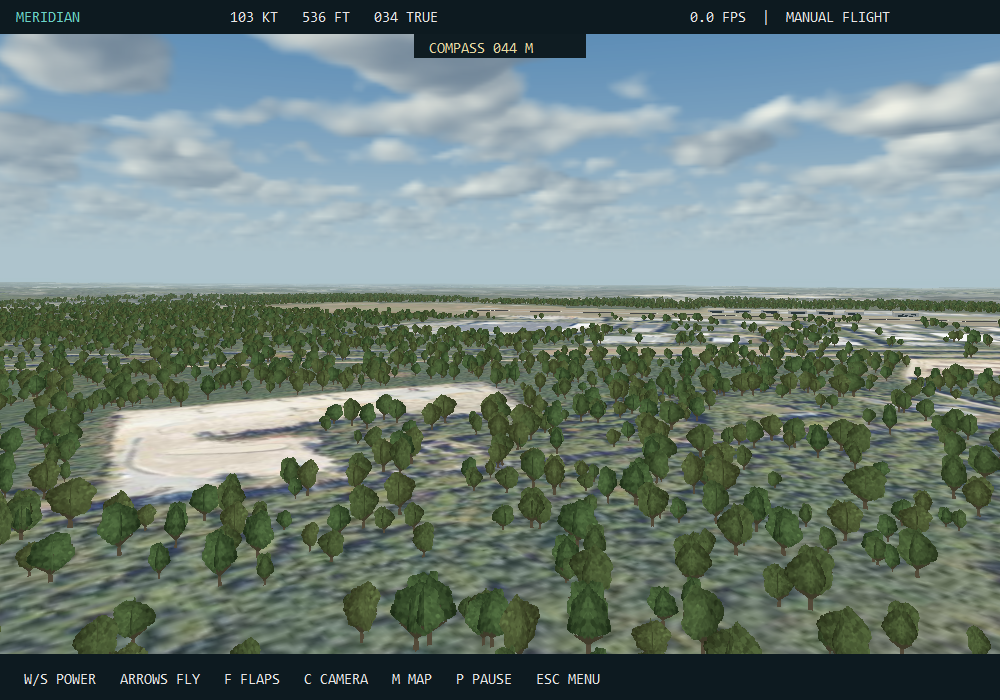 MERIDIAN 103 KT 536 FT 034 TRUE 0.0 FPS | MANUAL FLIGHT
COMPASS 044 M
W/S POWER ARROWS FLY F FLAPS C CAMERA M MAP P PAUSE ESC MENU